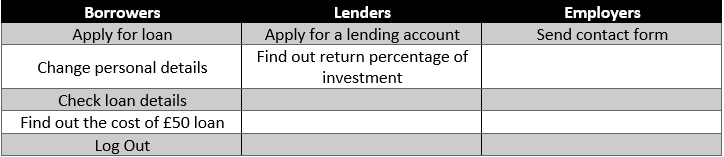 Borrowers Lenders Employers
Apply for loan Apply for a lending account Send contact form
Change personal details Find out return percentage of
investment
Check loan details
Find out the cost of £50 loan
Log Out